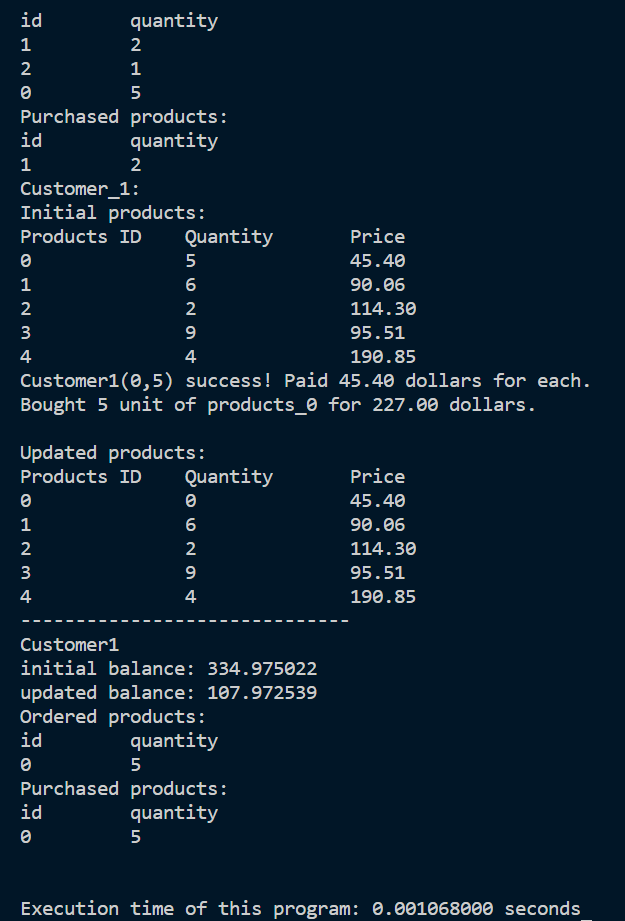 id quantity
1 2
2 1
0 5
Purchased products:
id quantity
1 2
Customer_1:
Initial products:
Products ID Quantity Price
0 5 45.40
1 6 90.06
2 2 114.30
3 9 95.51
4 4 190.85
Customer1(0,5) success! Paid 45.40 dollars for each.
Bought 5 unit of products_0 for 227.00 dollars.
Updated products:
Products ID Quantity Price
0 0 45.40
1 6 90.06
2 2 114.30
3 9 95.51
4 4 190.85
------------------------------
Customer1
initial balance: 334.975022
updated balance: 107.972539
Ordered products:
id quantity
0 5
Purchased products:
id quantity
0 5
Execution time of this program: 0.001068000 seconds_